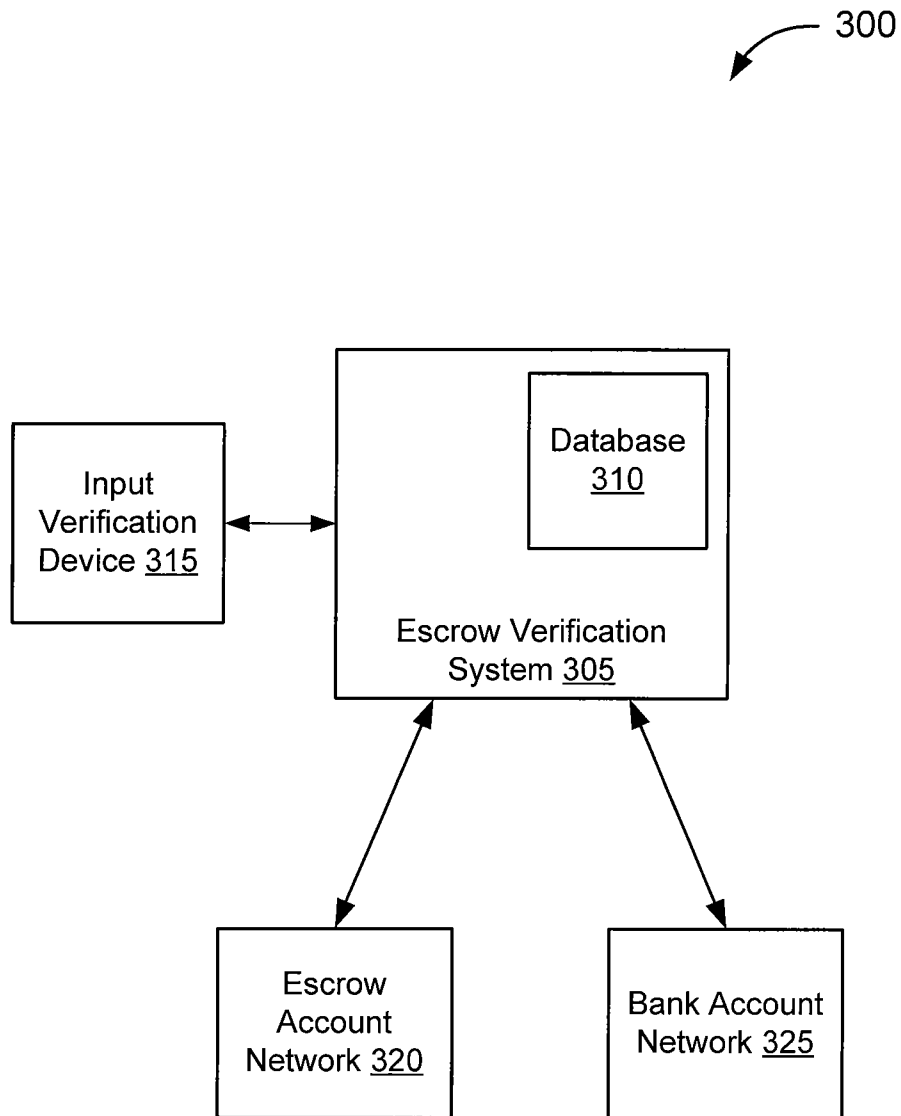 300
Database
310
Input
Verification
Device 315
Escrow Verification
System 305
Escrow
Account
Network 320
Bank Account
Network 325